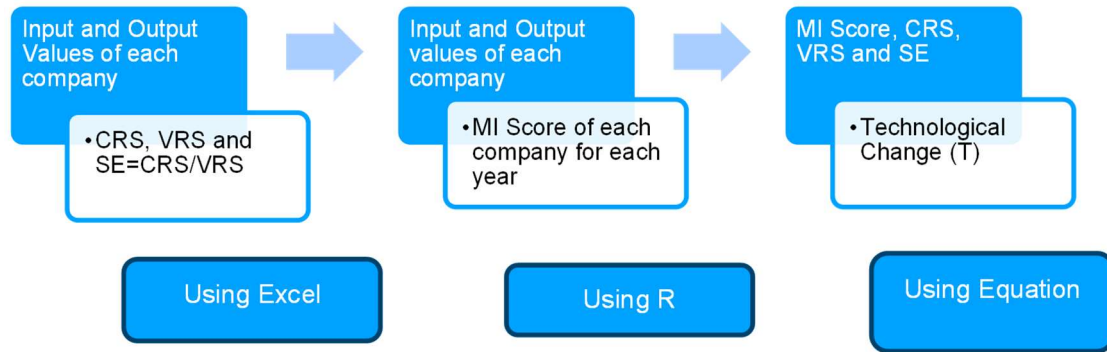 Input and Output
Values of each
company
•CRS, VRS and
SE=CRS/VRS
Input and Output
values of each
company
•MI Score of each
company for each
year
MI Score, CRS,
VRS and SE
•Technological
Change (T)
Using Excel
Using R
Using Equation